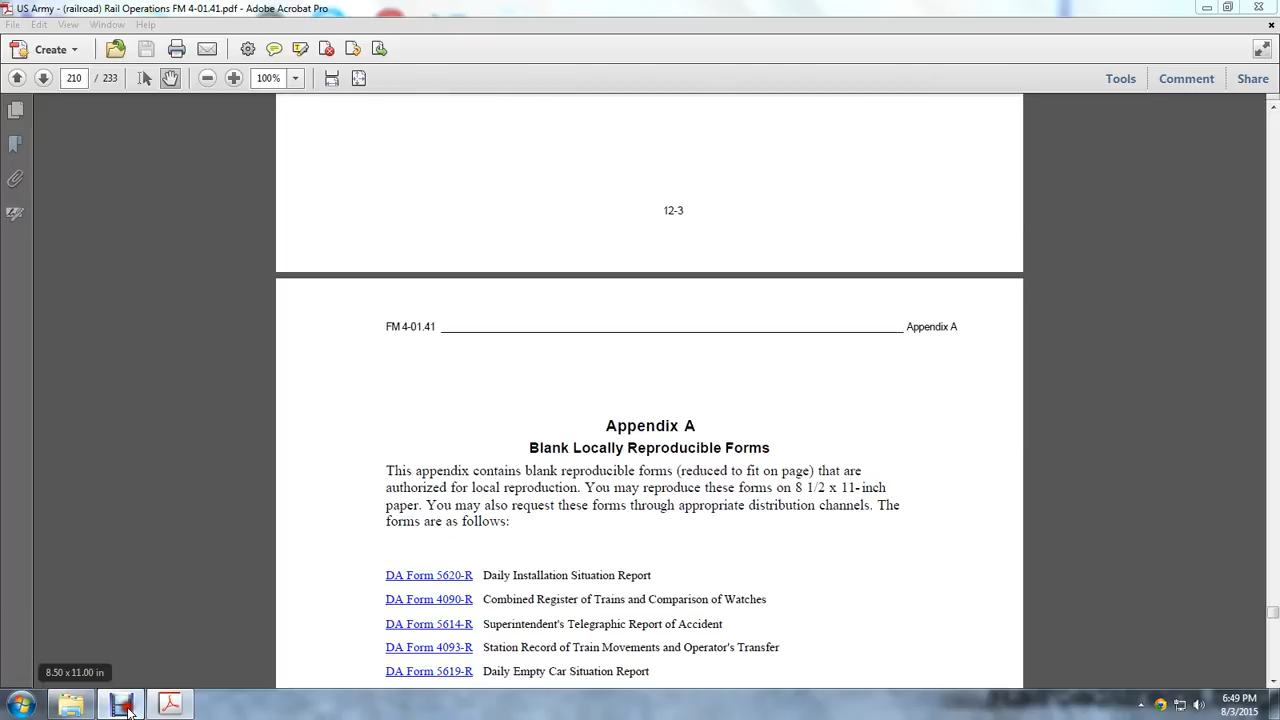 US Army - (railroad) Rail Operations FM 4-01.41.pdf - Adobe Acrobat Pro
File Edit View Window Help
Create
210 / 233 100% Tools Comment Share
12-3
FM 4-01.41 Appendix A
Appendix A
Blank Locally Reproducible Forms
This appendix contains blank reproducible forms (reduced to fit on page) that are
authorized for local reproduction. You may reproduce these forms on 8 1/2 x 11-inch
paper. You may also request these forms through appropriate distribution channels. The
forms are as follows:
DA Form 5620-R Daily Installation Situation Report
DA Form 4090-R Combined Register of Trains and Comparison of Watches
DA Form 5614-R Superintendent's Telegraphic Report of Accident
DA Form 4093-R Station Record of Train Movements and Operator's Transfer
DA Form 5619-R Daily Empty Car Situation Report
8.50 x 11.00 in
6:49 PM
8/3/2015